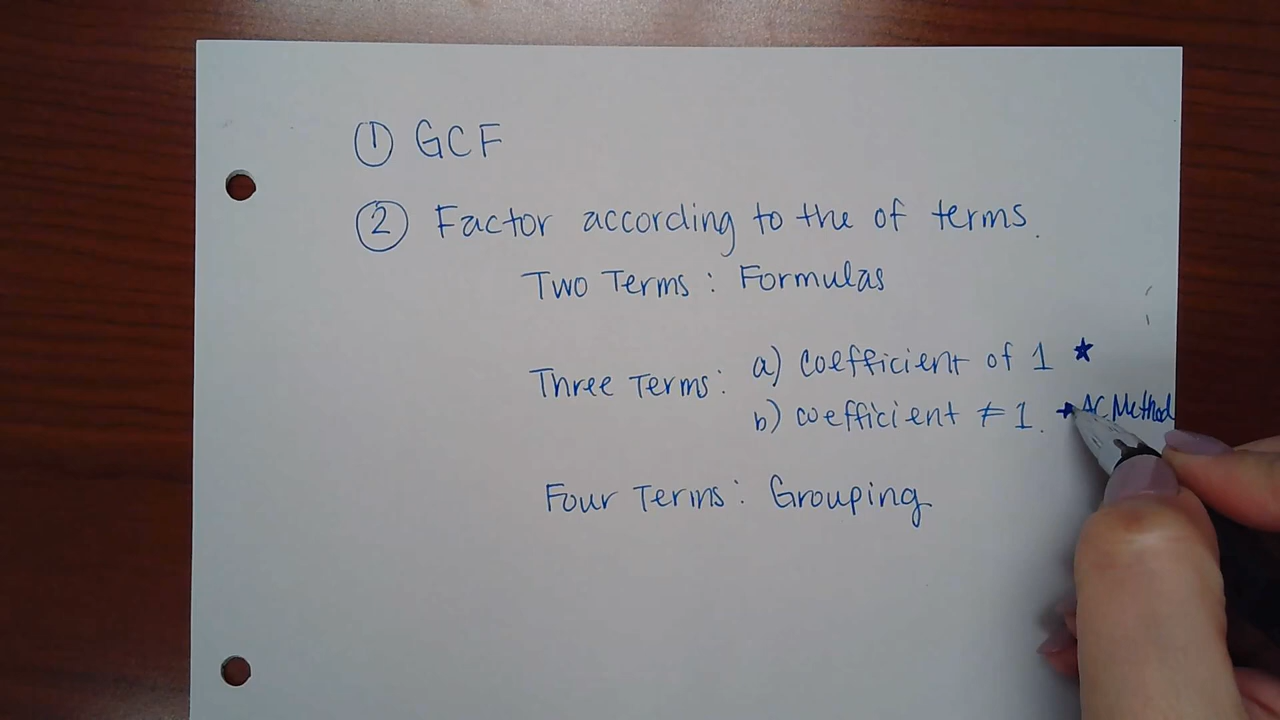 ① GCF
② Factor according to the of terms.
Two Terms: Formulas
Three Terms: a) coefficient of 1 ★
b) coefficient ≠ 1. ★ AC Method
Four Terms: Grouping